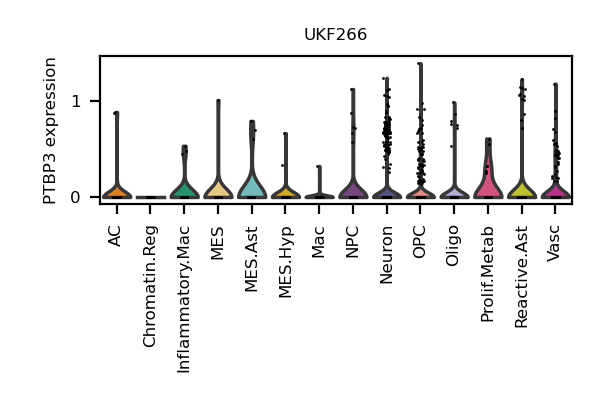 UKF266
PTBP3 expression
1
0
AC
Chromatin.Reg
Inflammatory.Mac
MES
MES.Ast
MES.Hyp
Mac
NPC
Neuron
OPC
Oligo
Prolif.Metab
Reactive.Ast
Vasc